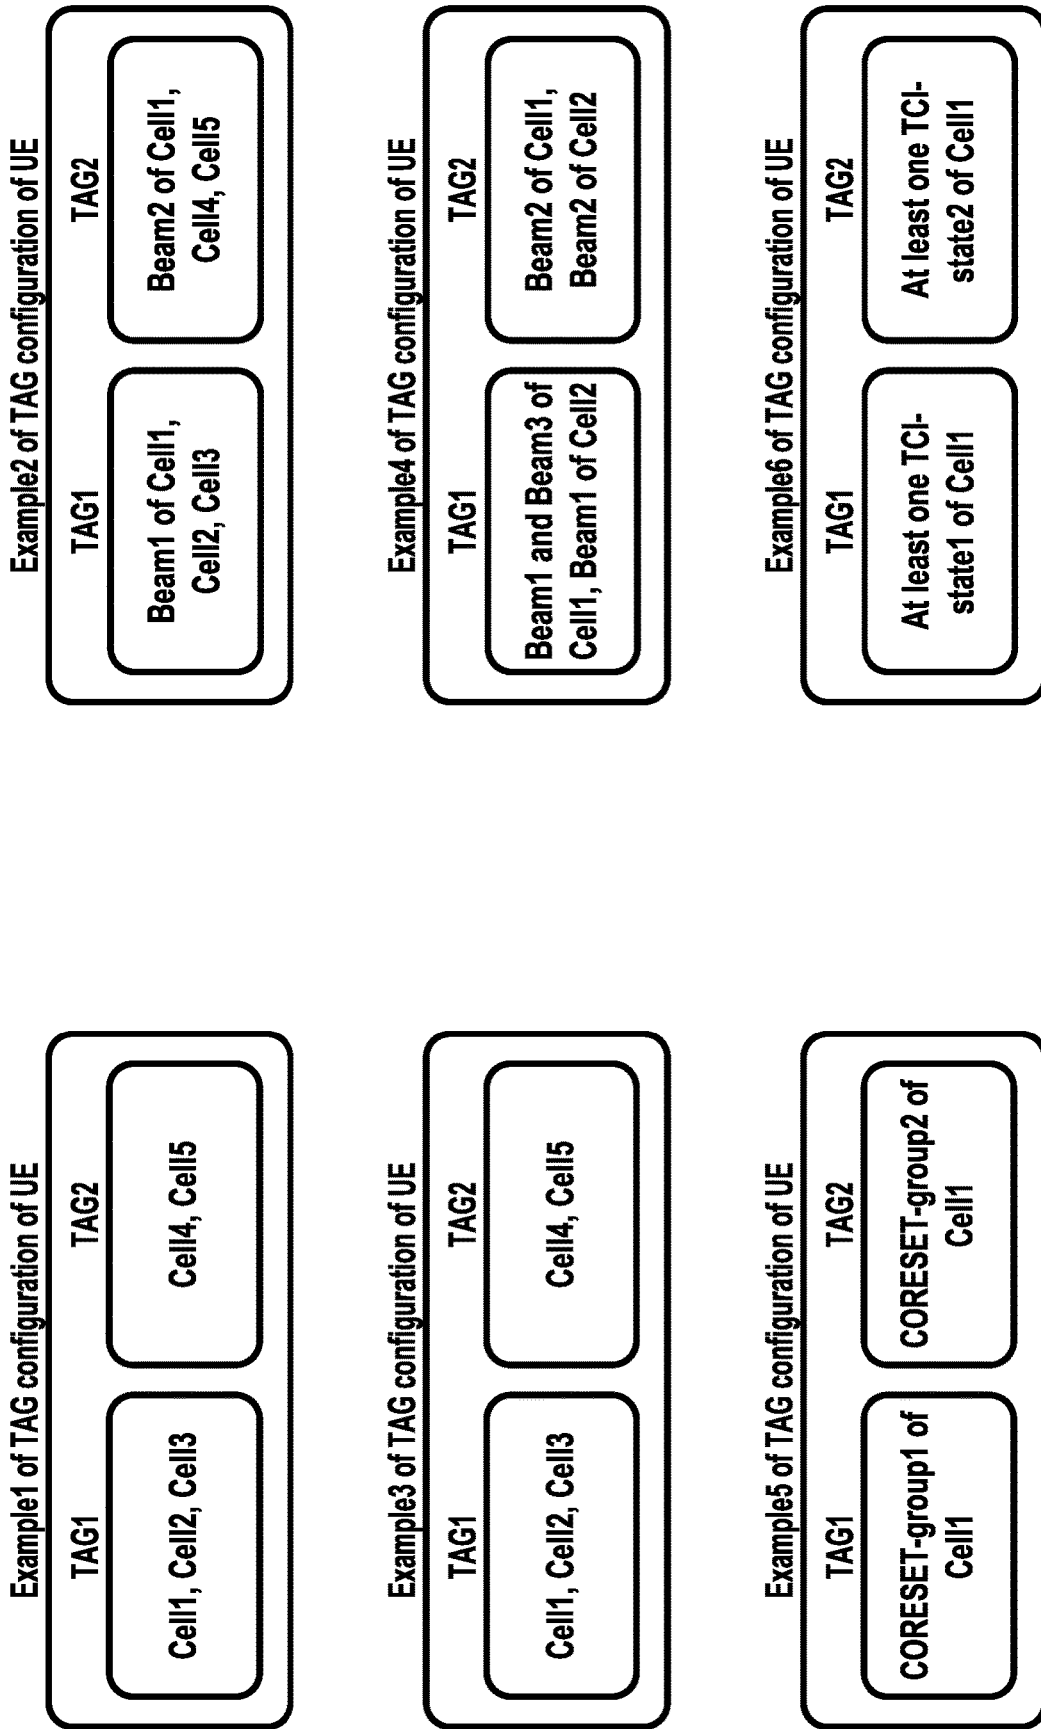 Example1 of TAG configuration of UE
TAG1
Cell1, Cell2, Cell3
TAG2
Cell4, Cell5
Example2 of TAG configuration of UE
TAG1
Beam1 of Cell1,
Cell2, Cell3
TAG2
Beam2 of Cell1,
Cell4, Cell5
Example3 of TAG configuration of UE
TAG1
Cell1, Cell2, Cell3
TAG2
Cell4, Cell5
Example4 of TAG configuration of UE
TAG1
Beam1 and Beam3 of
Cell1, Beam1 of Cell2
TAG2
Beam2 of Cell1,
Beam2 of Cell2
Example5 of TAG configuration of UE
TAG1
CORESET-group1 of
Cell1
TAG2
CORESET-group2 of
Cell1
Example6 of TAG configuration of UE
TAG1
At least one TCI-
state1 of Cell1
TAG2
At least one TCI-
state2 of Cell1